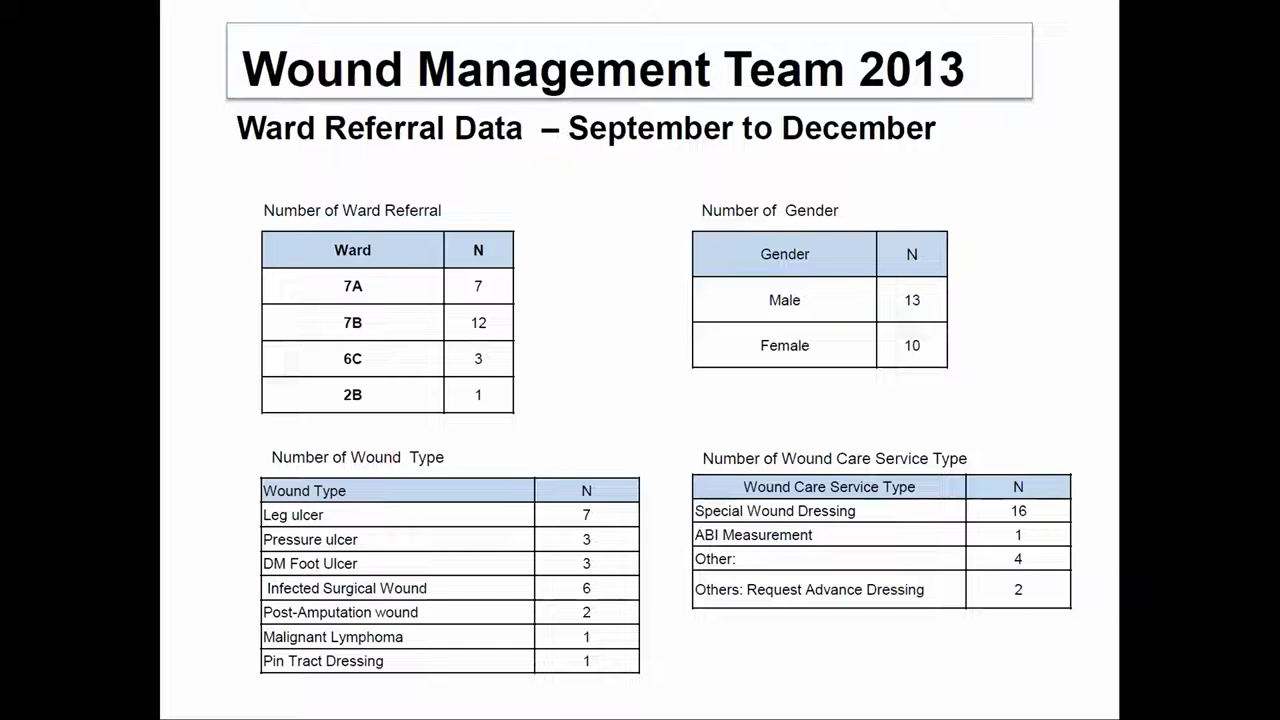 Wound Management Team 2013
Ward Referral Data – September to December
Number of Ward Referral
Ward N
7A 7
7B 12
6C 3
2B 1
Number of Gender
Gender N
Male 13
Female 10
Number of Wound Type
Wound Type N
Leg ulcer 7
Pressure ulcer 3
DM Foot Ulcer 3
Infected Surgical Wound 6
Post-Amputation wound 2
Malignant Lymphoma 1
Pin Tract Dressing 1
Number of Wound Care Service Type
Wound Care Service Type N
Special Wound Dressing 16
ABI Measurement 1
Other: 4
Others: Request Advance Dressing 2